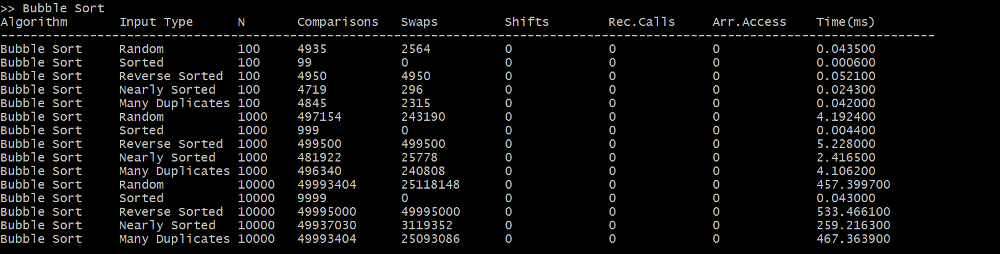 >> Bubble Sort
Algorithm Input Type N Comparisons Swaps Shifts Rec.Calls Arr.Access Time(ms)
------------------------------------------------------------------------------------------------------------------------------
Bubble Sort Random 100 4935 2564 0 0 0 0.043500
Bubble Sort Sorted 100 99 0 0 0 0 0.000600
Bubble Sort Reverse Sorted 100 4950 4950 0 0 0 0.052100
Bubble Sort Nearly Sorted 100 4719 296 0 0 0 0.024300
Bubble Sort Many Duplicates 100 4845 2315 0 0 0 0.042000
Bubble Sort Random 1000 497154 243190 0 0 0 4.192400
Bubble Sort Sorted 1000 999 0 0 0 0 0.004400
Bubble Sort Reverse Sorted 1000 499500 499500 0 0 0 5.228000
Bubble Sort Nearly Sorted 1000 481922 25778 0 0 0 2.416500
Bubble Sort Many Duplicates 1000 496340 240808 0 0 0 4.106200
Bubble Sort Random 10000 49993404 25118148 0 0 0 457.399700
Bubble Sort Sorted 10000 9999 0 0 0 0 0.043000
Bubble Sort Reverse Sorted 10000 49995000 49995000 0 0 0 533.466100
Bubble Sort Nearly Sorted 10000 49937030 3119352 0 0 0 259.216300
Bubble Sort Many Duplicates 10000 49993404 25093086 0 0 0 467.363900